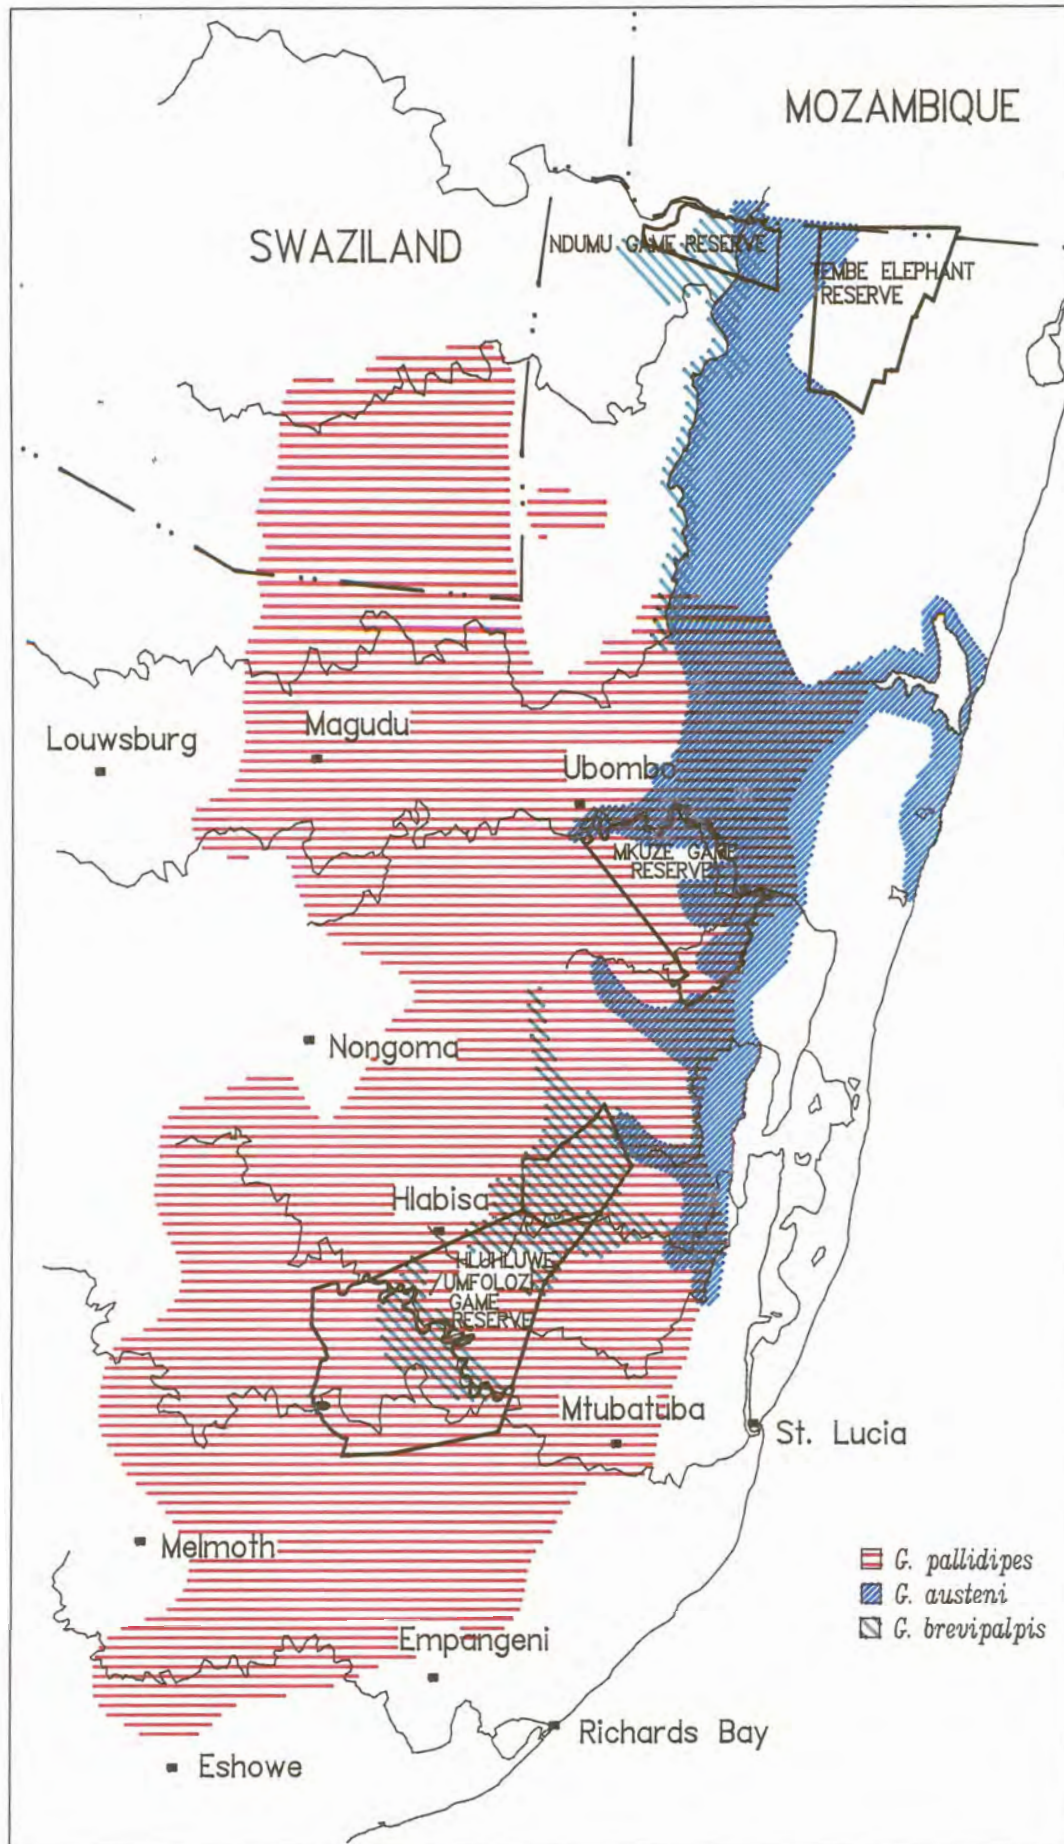 MOZAMBIQUE
SWAZILAND
NDUMU GAME RESERVE
TEMBE ELEPHANT
RESERVE
Louwsburg
Magudu
Ubombo
MKUZE GAME
RESERVE
Nongoma
Hlabisa
HLUHLUWE
/UMFOLOZI
GAME
RESERVE
Mtubatuba
St. Lucia
Melmoth
G. pallidipes
G. austeni
G. brevipalpis
Empangeni
Richards Bay
Eshowe